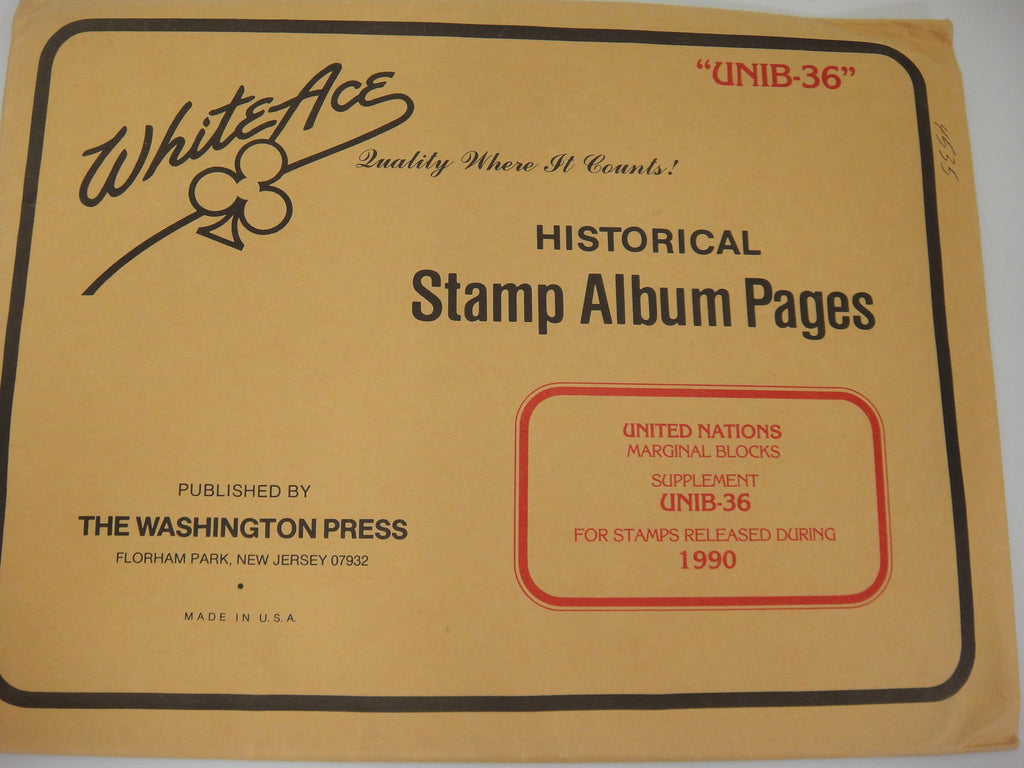 "UNIB-36"
White Ace
Quality Where It Counts!
HISTORICAL
Stamp Album Pages
UNITED NATIONS
MARGINAL BLOCKS
SUPPLEMENT
UNIB-36
FOR STAMPS RELEASED DURING
1990
PUBLISHED BY
THE WASHINGTON PRESS
FLORHAM PARK, NEW JERSEY 07932
•
MADE IN U.S.A.